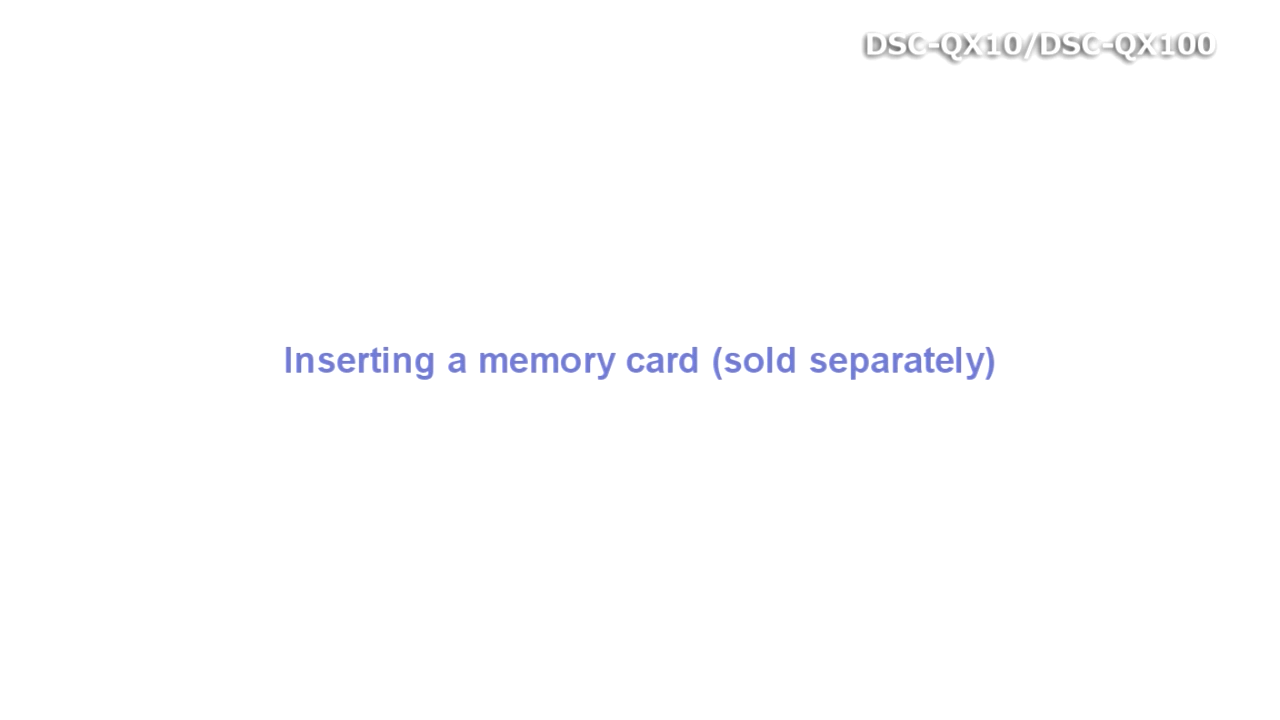 DSC-QX10/DSC-QX100
Inserting a memory card (sold separately)